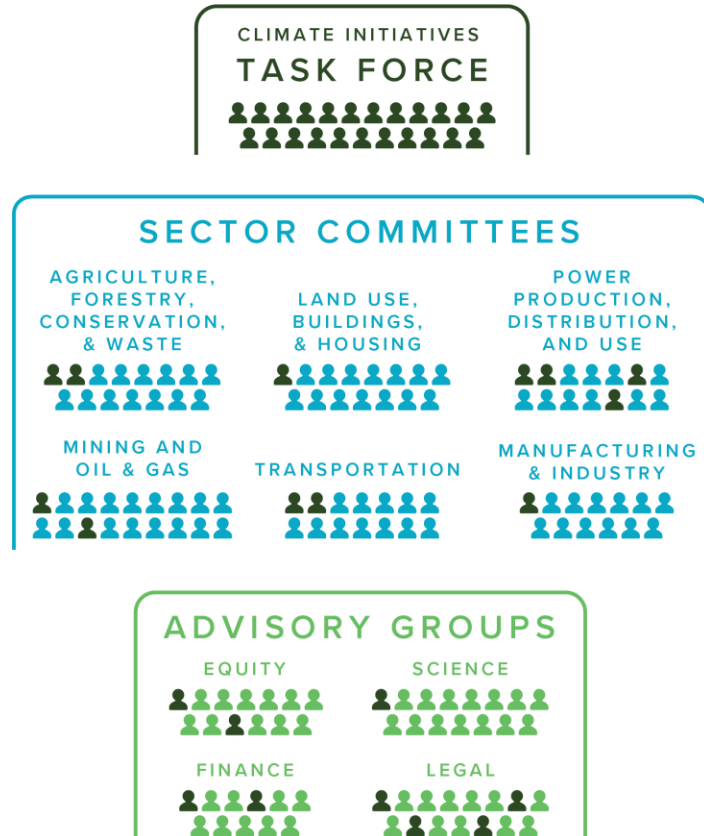 CLIMATE INITIATIVES
TASK FORCE
SECTOR COMMITTEES
AGRICULTURE,
FORESTRY,
CONSERVATION,
& WASTE
LAND USE,
BUILDINGS,
& HOUSING
POWER
PRODUCTION,
DISTRIBUTION,
AND USE
MINING AND
OIL & GAS
TRANSPORTATION
MANUFACTURING
& INDUSTRY
ADVISORY GROUPS
EQUITY
SCIENCE
FINANCE
LEGAL